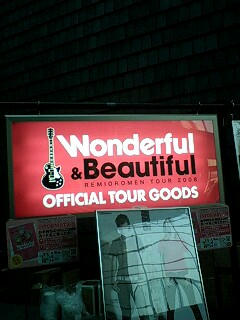 Wonderful
& Beautiful
REMIOROMEN TOUR 2008
OFFICIAL TOUR GOODS